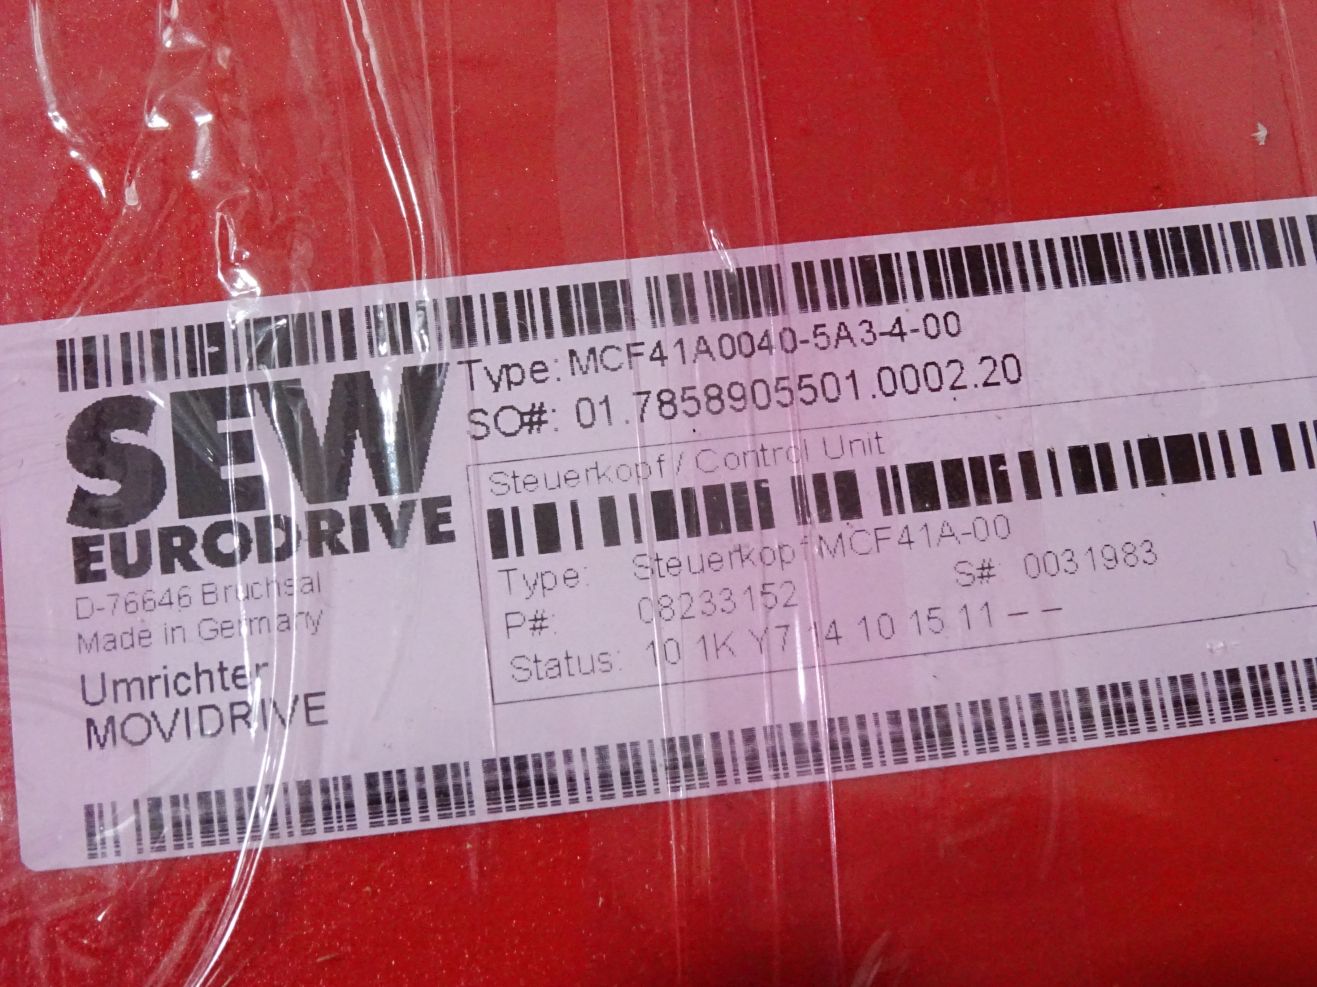 Type: MCF41A0040-5A3-4-00
SO#: 01.7858905501.0002.20
SEW
EURODRIVE
D-76646 Bruchsal
Made in Germany
Umrichter
MOVIDRIVE
Steuerkopf / Control Unit
Type: Steuerkopf MCF41A-00
P#: 08233152 S# 0031983
Status: 10 1K Y7 14 10 15 11 – –